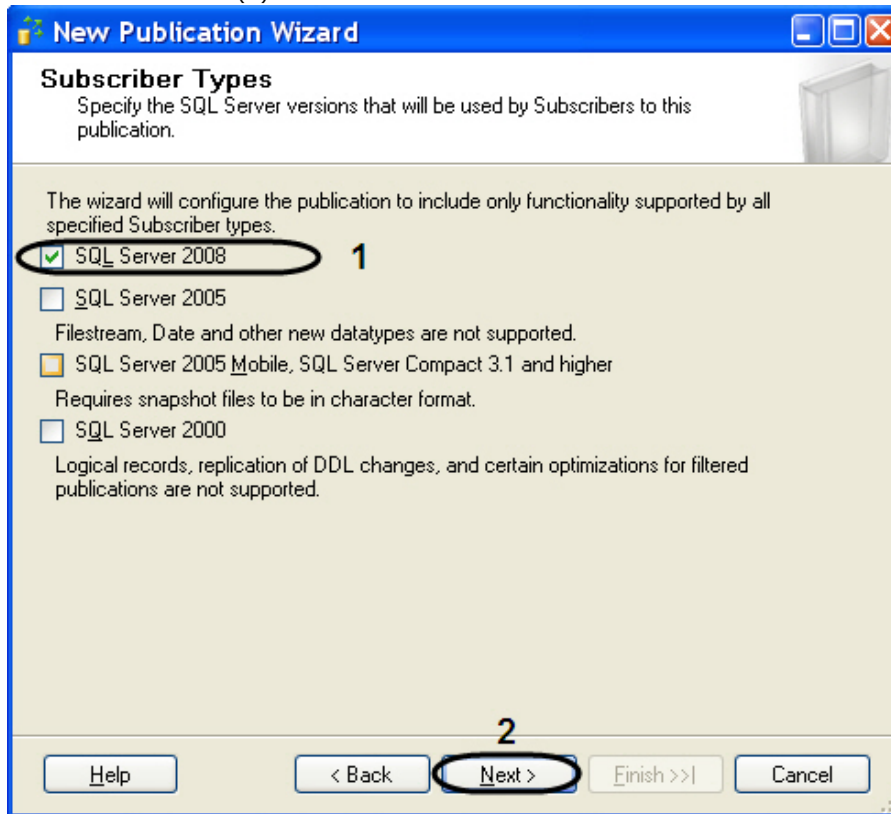 (
New Publication Wizard
Subscriber Types
Specify the SQL Server versions that will be used by Subscribers to this
publication.
The wizard will configure the publication to include only functionality supported by all
specified Subscriber types.
SQL Server 2008 1
SQL Server 2005
Filestream, Date and other new datatypes are not supported.
SQL Server 2005 Mobile, SQL Server Compact 3.1 and higher
Requires snapshot files to be in character format.
SQL Server 2000
Logical records, replication of DDL changes, and certain optimizations for filtered
publications are not supported.
2
Help < Back Next > Finish >>| Cancel